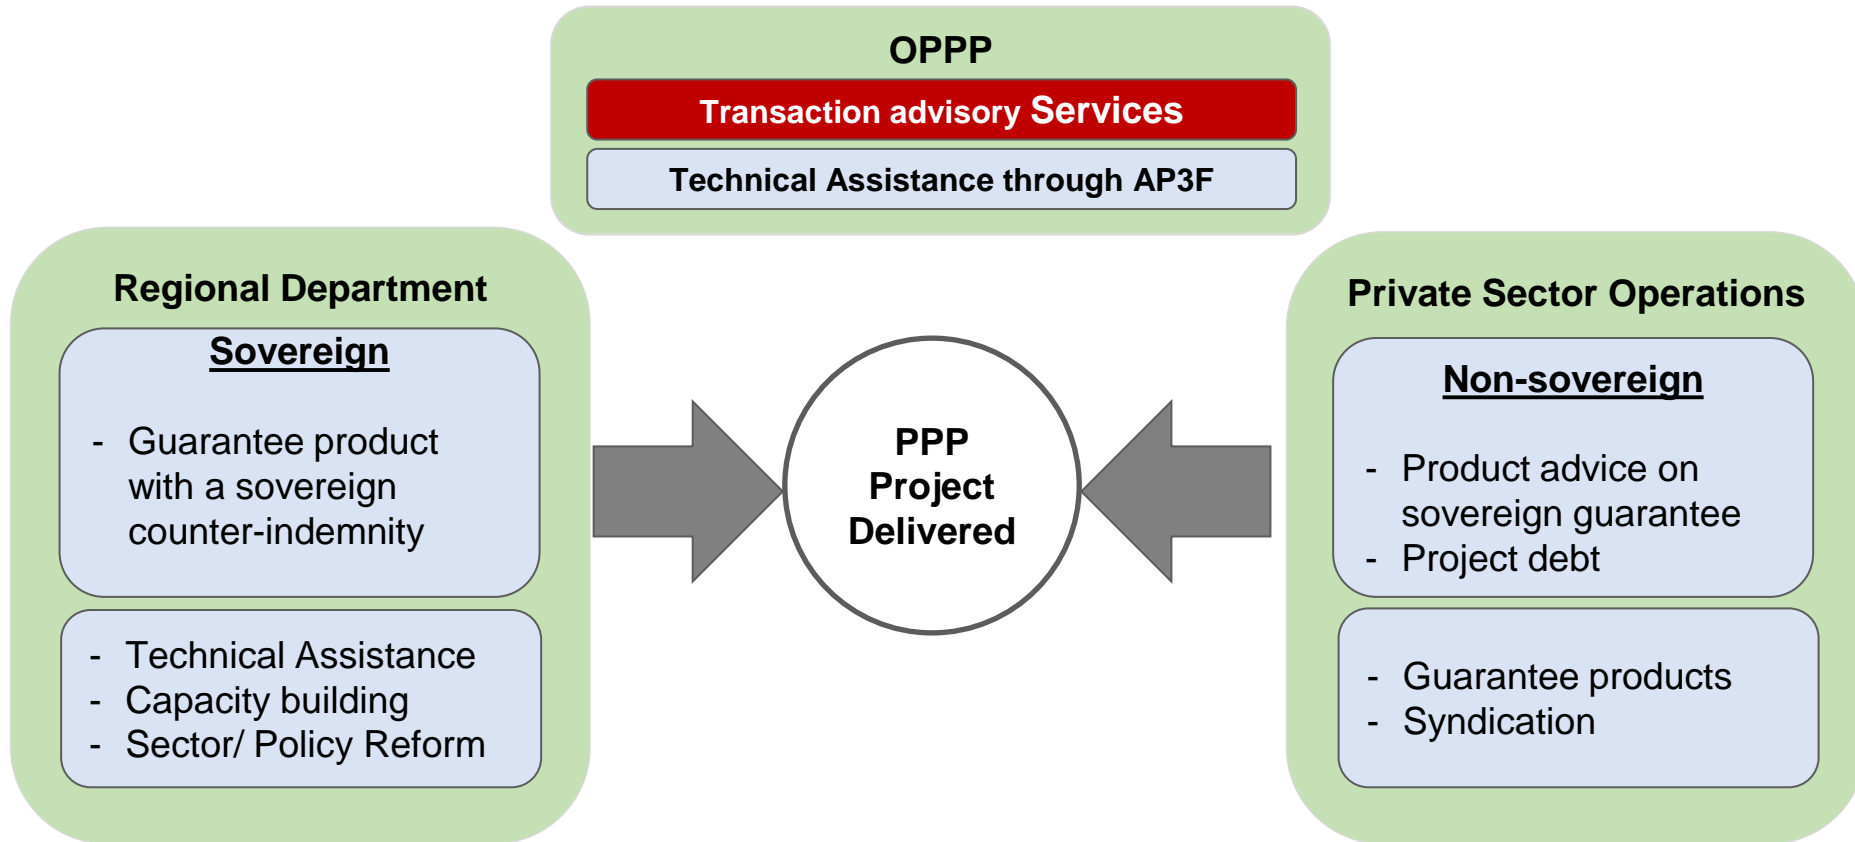 OPPP
Transaction advisory Services
Technical Assistance through AP3F
Regional Department
Sovereign
- Guarantee product
with a sovereign
counter-indemnity
- Technical Assistance
- Capacity building
- Sector/ Policy Reform
PPP
Project
Delivered
Private Sector Operations
Non-sovereign
- Product advice on
sovereign guarantee
- Project debt
- Guarantee products
- Syndication